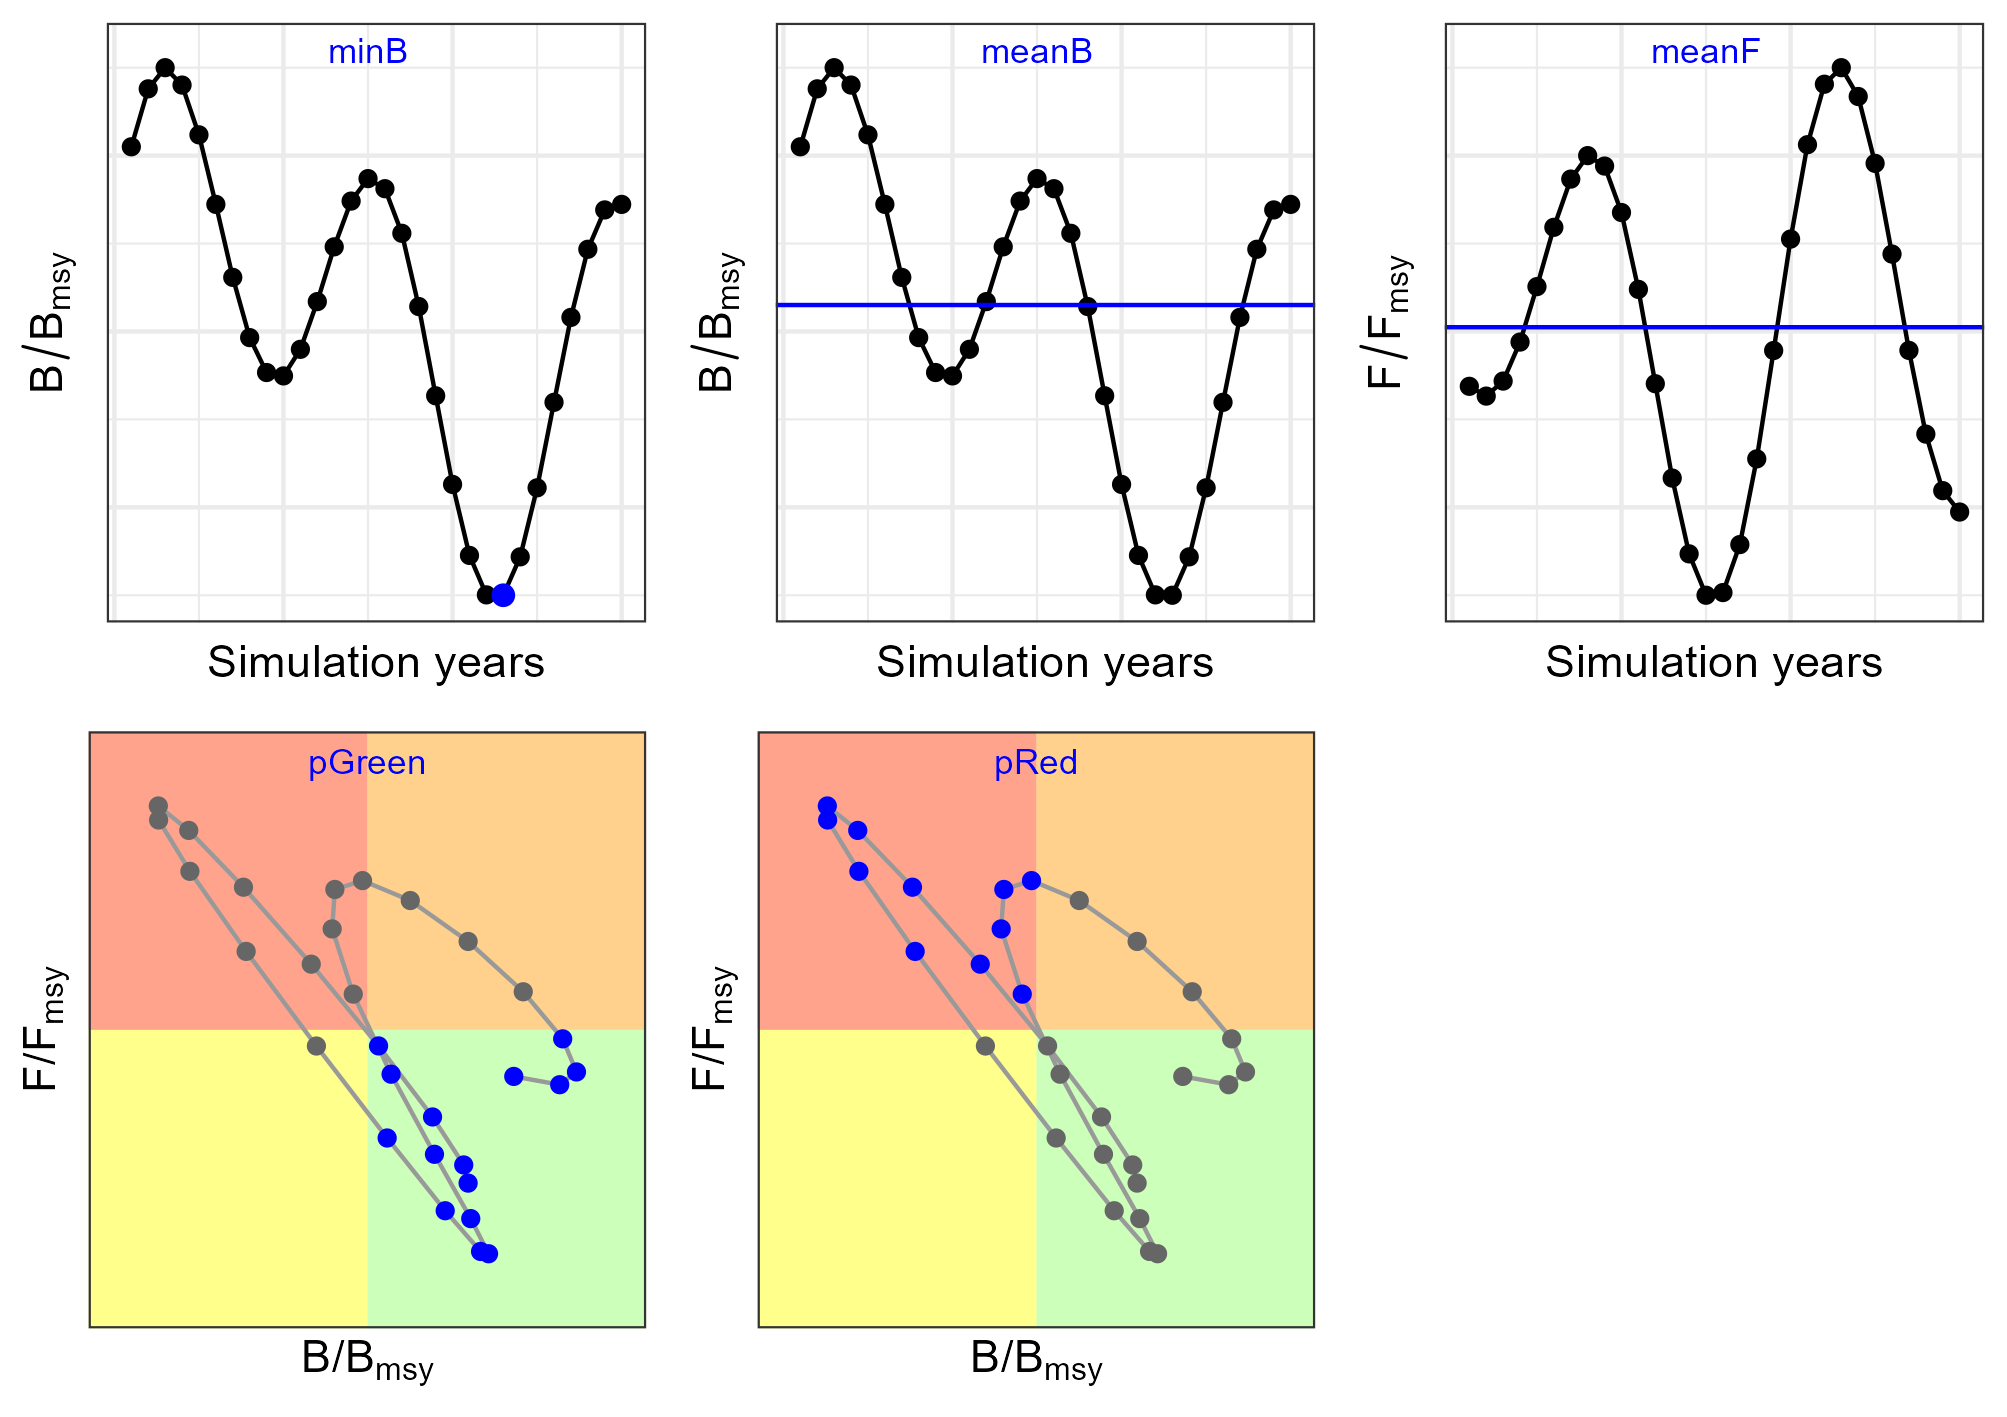 minB
B/Bmsy
Simulation years
meanB
B/Bmsy
Simulation years
meanF
F/Fmsy
Simulation years
pGreen
F/Fmsy
B/Bmsy
pRed
F/Fmsy
B/Bmsy